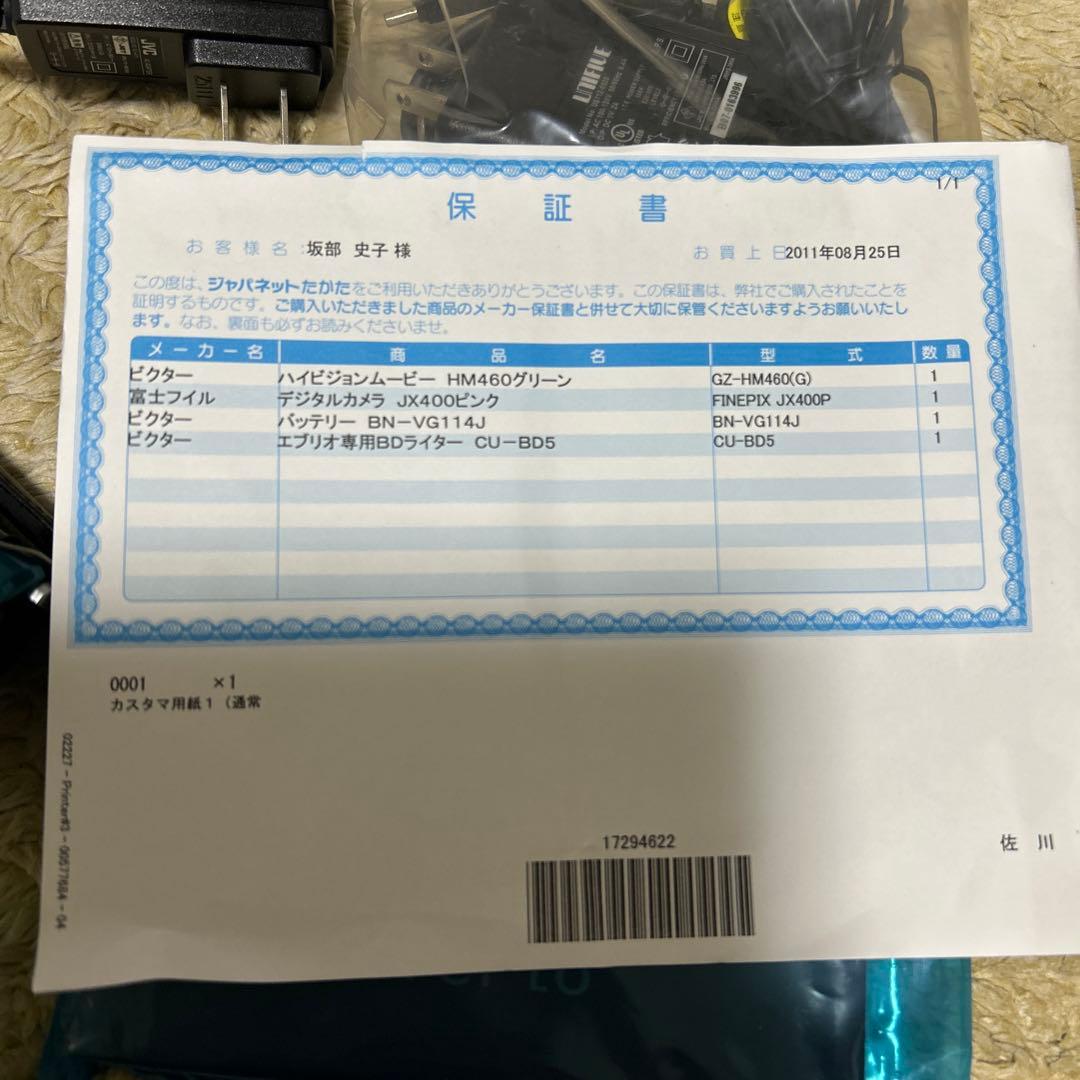 JVC
UNIFIVE
1/1
保証書
お客様名:坂部 史子 様 お買上日2011年08月25日
この度は、ジャパネットたかたをご利用いただきありがとうございます。この保証書は、弊社でご購入されたことを
証明するものです。ご購入いただきました商品のメーカー保証書と併せて大切に保管くださいますようお願いいたし
ます。なお、裏面も必ずお読みくださいませ。
メーカー名 商品名 型式 数量
ビクター ハイビジョンムービー HM460グリーン GZ-HM460(G) 1
富士フイル デジタルカメラ JX400ピンク FINEPIX JX400P 1
ビクター バッテリー BN-VG114J BN-VG114J 1
ビクター エブリオ専用BDライター CU-BD5 CU-BD5 1
0001 ×1
カスタマ用紙1(通常
02227-Printer#3-00577684-04
17294622
佐川